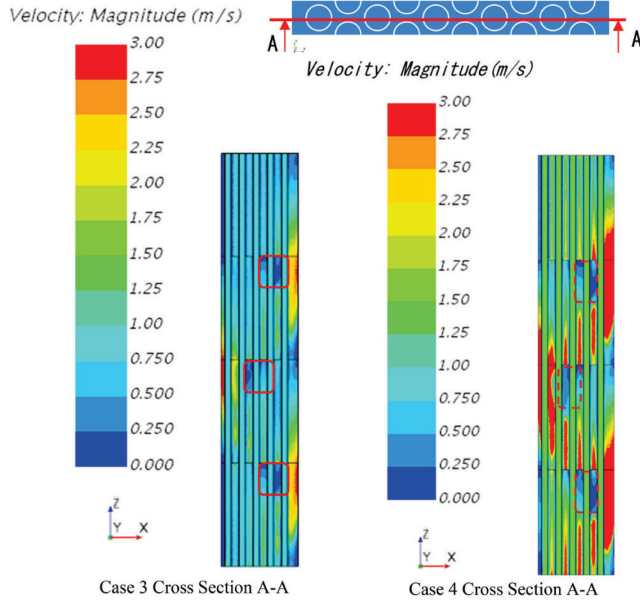 Velocity: Magnitude (m/s)
A
A
Velocity: Magnitude(m/s)
3.00
2.75
2.50
2.25
2.00
1.75
1.50
1.25
1.00
0.750
0.500
0.250
0.000
3.00
2.75
2.50
2.25
2.00
1.75
1.50
1.25
1.00
0.750
0.500
0.250
0.000
Z
Y
X
Z
Y
X
Case 3 Cross Section A-A
Case 4 Cross Section A-A